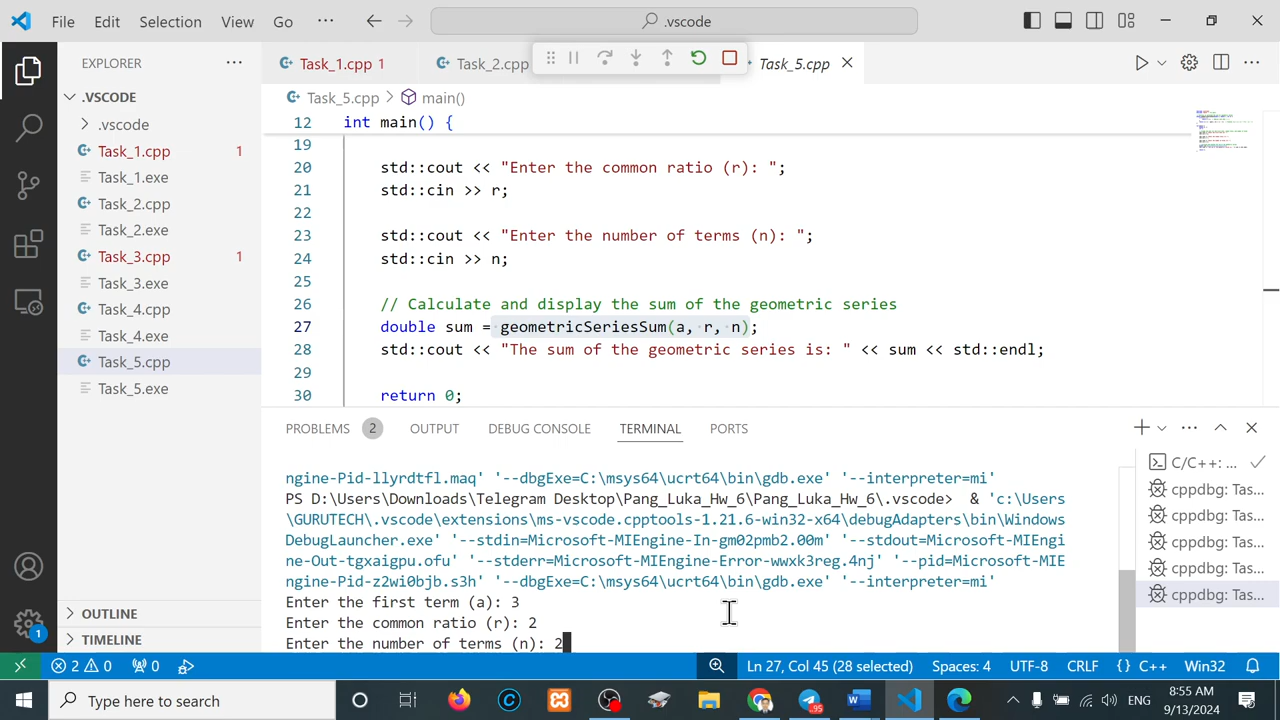 File Edit Selection View Go ··· .vscode
EXPLORER
.VSCODE
.vscode
Task_1.cpp 1
Task_1.exe
Task_2.cpp
Task_2.exe
Task_3.cpp 1
Task_3.exe
Task_4.cpp
Task_4.exe
Task_5.cpp
Task_5.exe
OUTLINE
TIMELINE
Task_1.cpp 1 Task_2.cpp Task_5.cpp
Task_5.cpp > main()
12 int main() {
19
20 std::cout << "Enter the common ratio (r): ";
21 std::cin >> r;
22
23 std::cout << "Enter the number of terms (n): ";
24 std::cin >> n;
25
26 // Calculate and display the sum of the geometric series
27 double sum = geometricSeriesSum(a, r, n);
28 std::cout << "The sum of the geometric series is: " << sum << std::endl;
29
30 return 0;
PROBLEMS 2 OUTPUT DEBUG CONSOLE TERMINAL PORTS
ngine-Pid-llyrdtfl.maq' '--dbgExe=C:\msys64\ucrt64\bin\gdb.exe' '--interpreter=mi'
PS D:\Users\Downloads\Telegram Desktop\Pang_Luka_Hw_6\Pang_Luka_Hw_6\.vscode> & 'c:\Users
\GURUTECH\.vscode\extensions\ms-vscode.cpptools-1.21.6-win32-x64\debugAdapters\bin\Windows
DebugLauncher.exe' '--stdin=Microsoft-MIEngine-In-gm02pmb2.00m' '--stdout=Microsoft-MIEngi
ne-Out-tgxaigpu.ofu' '--stderr=Microsoft-MIEngine-Error-wwxk3reg.4nj' '--pid=Microsoft-MIE
ngine-Pid-z2wi0bjb.s3h' '--dbgExe=C:\msys64\ucrt64\bin\gdb.exe' '--interpreter=mi'
Enter the first term (a): 3
Enter the common ratio (r): 2
Enter the number of terms (n): 2
C/C++: ...
cppdbg: Tas...
cppdbg: Tas...
cppdbg: Tas...
cppdbg: Tas...
cppdbg: Tas...
1
2 0 0 Ln 27, Col 45 (28 selected) Spaces: 4 UTF-8 CRLF {} C++ Win32
Type here to search .95 ENG 8:55 AM
9/13/2024